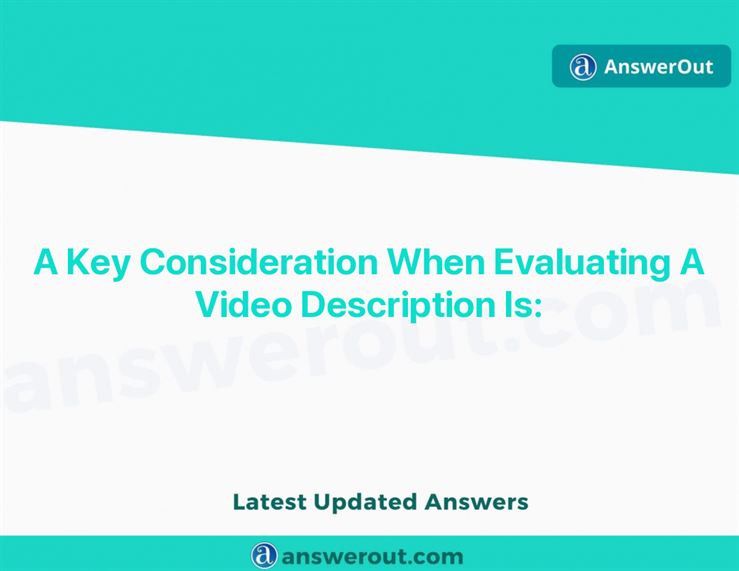 AnswerOut
A Key Consideration When Evaluating A
Video Description Is:
answerout.com
Latest Updated Answers
answerout.com